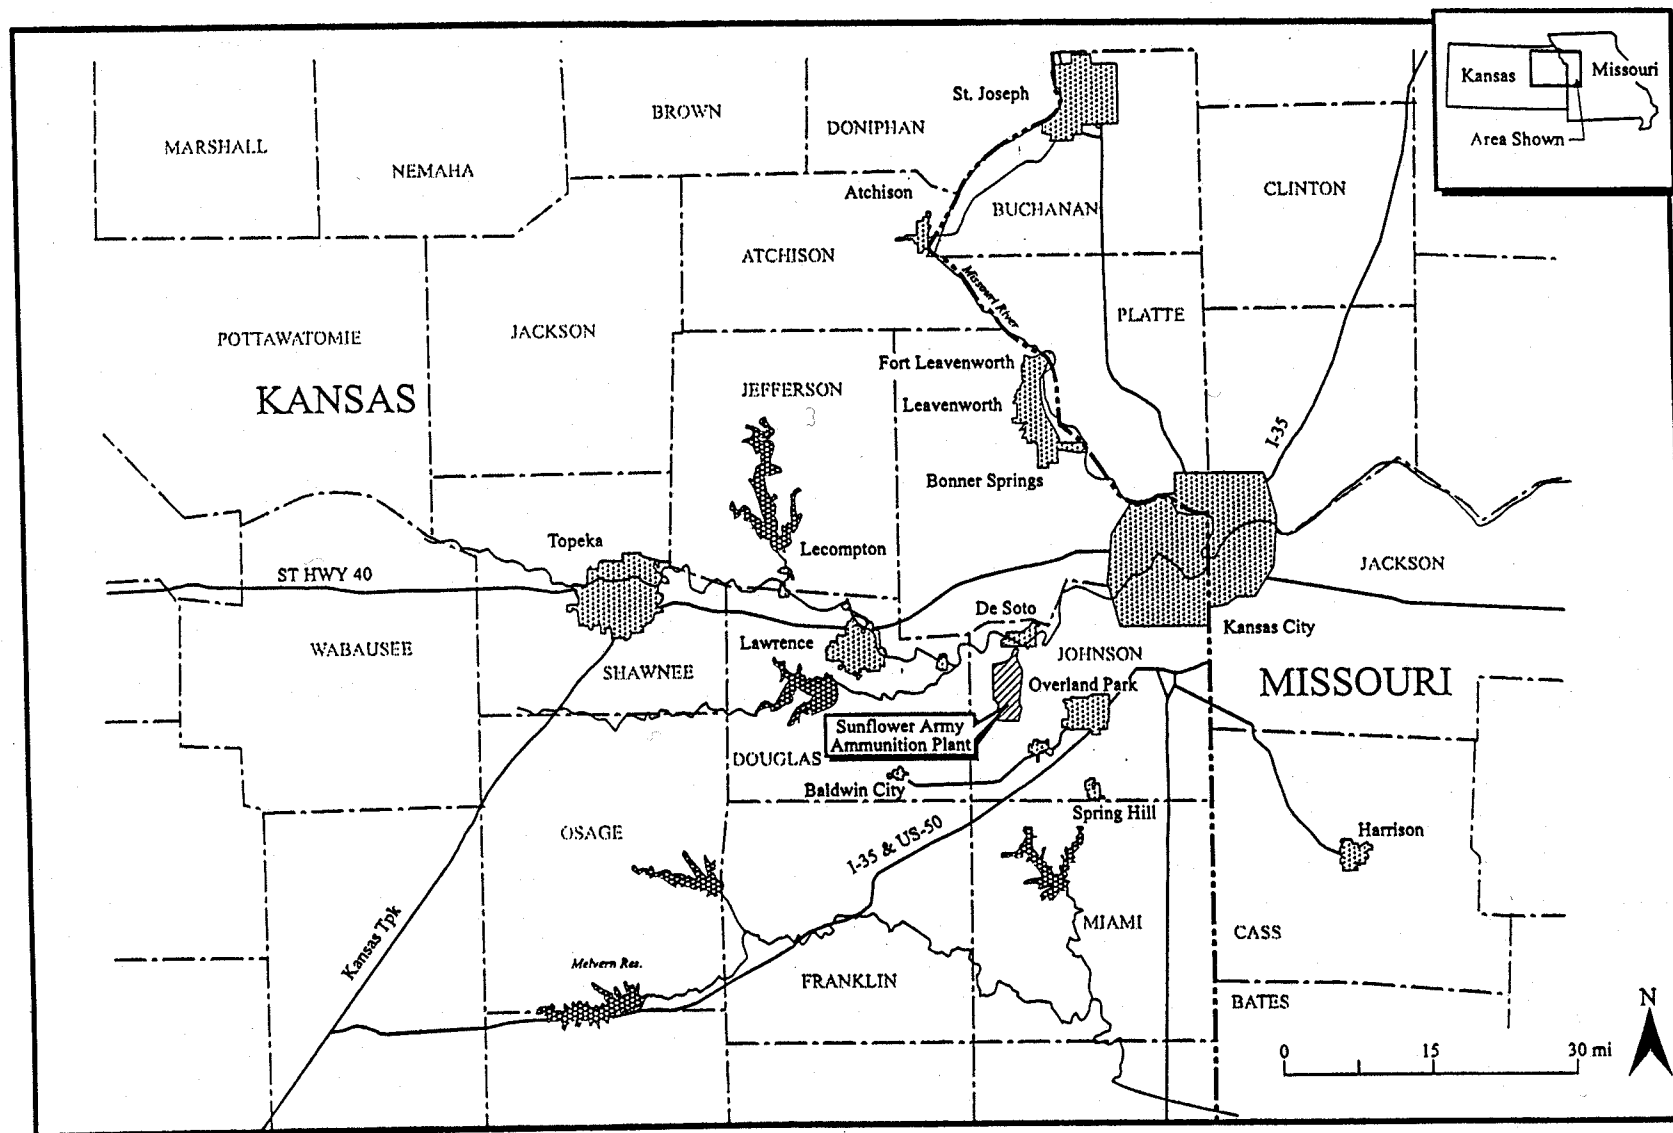 Kansas
Missouri
Area Shown
St. Joseph
BROWN
DONIPHAN
MARSHALL
NEMAHA
Atchison
BUCHANAN
CLINTON
ATCHISON
Missouri River
PLATTE
POTTAWATOMIE
JACKSON
KANSAS
JEFFERSON
3
Fort Leavenworth
Leavenworth
I-35
Bonner Springs
Topeka
Lecompton
ST HWY 40
JACKSON
De Soto
Kansas City
WABAUSEE
SHAWNEE
Lawrence
JOHNSON
MISSOURI
Overland Park
Sunflower Army
Ammunition Plant
DOUGLAS
Baldwin City
Spring Hill
OSAGE
I-35 & US-50
Harrison
Kansas Tpk
MIAMI
CASS
Melvern Res.
FRANKLIN
BATES
N
0 15 30 mi